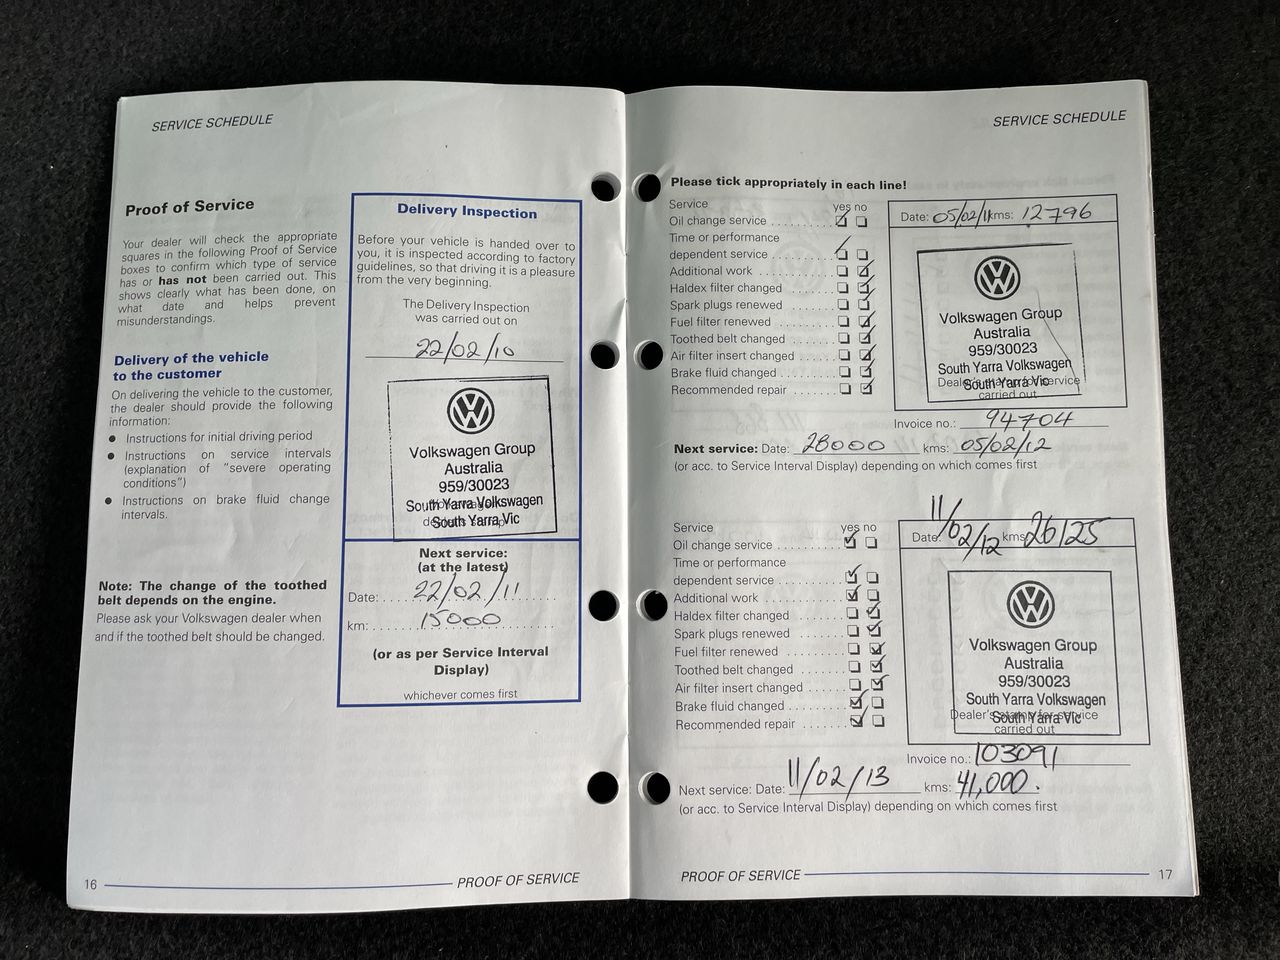 SERVICE SCHEDULE
Proof of Service
Your dealer will check the appropriate
squares in the following Proof of Service
boxes to confirm which type of service
has or has not been carried out. This
shows clearly what has been done, on
what date and helps prevent
misunderstandings.
Delivery of the vehicle
to the customer
On delivering the vehicle to the customer,
the dealer should provide the following
information:
● Instructions for initial driving period
● Instructions on service intervals
(explanation of "severe operating
conditions")
● Instructions on brake fluid change
intervals.
Note: The change of the toothed
belt depends on the engine.
Please ask your Volkswagen dealer when
and if the toothed belt should be changed.
Delivery Inspection
Before your vehicle is handed over to
you, it is inspected according to factory
guidelines, so that driving it is a pleasure
from the very beginning.
The Delivery Inspection
was carried out on
22/02/10
Volkswagen Group
Australia
959/30023
South Yarra Volkswagen
South Yarra Vic
Next service:
(at the latest)
Date: 22/02/11
km: 15000
(or as per Service Interval
Display)
whichever comes first
16 PROOF OF SERVICE
SERVICE SCHEDULE
Please tick appropriately in each line!
Service yes no
Oil change service
Time or performance
dependent service
Additional work
Haldex filter changed
Spark plugs renewed
Fuel filter renewed
Toothed belt changed
Air filter insert changed
Brake fluid changed
Recommended repair
Date: 05/02/11 kms: 12796
Volkswagen Group
Australia
959/30023
South Yarra Volkswagen
South Yarra Vic
Dealer's stamp for service
carried out
Invoice no.: 94704
Next service: Date: 28000 kms: 05/02/12
(or acc. to Service Interval Display) depending on which comes first
Service yes no
Oil change service
Time or performance
dependent service
Additional work
Haldex filter changed
Spark plugs renewed
Fuel filter renewed
Toothed belt changed
Air filter insert changed
Brake fluid changed
Recommended repair
Date: 11/02/12 kms 26125
Volkswagen Group
Australia
959/30023
South Yarra Volkswagen
South Yarra Vic
Dealer's stamp for service
carried out
Invoice no.: 103091
Next service: Date: 11/02/13 kms: 41,000.
(or acc. to Service Interval Display) depending on which comes first
PROOF OF SERVICE 17